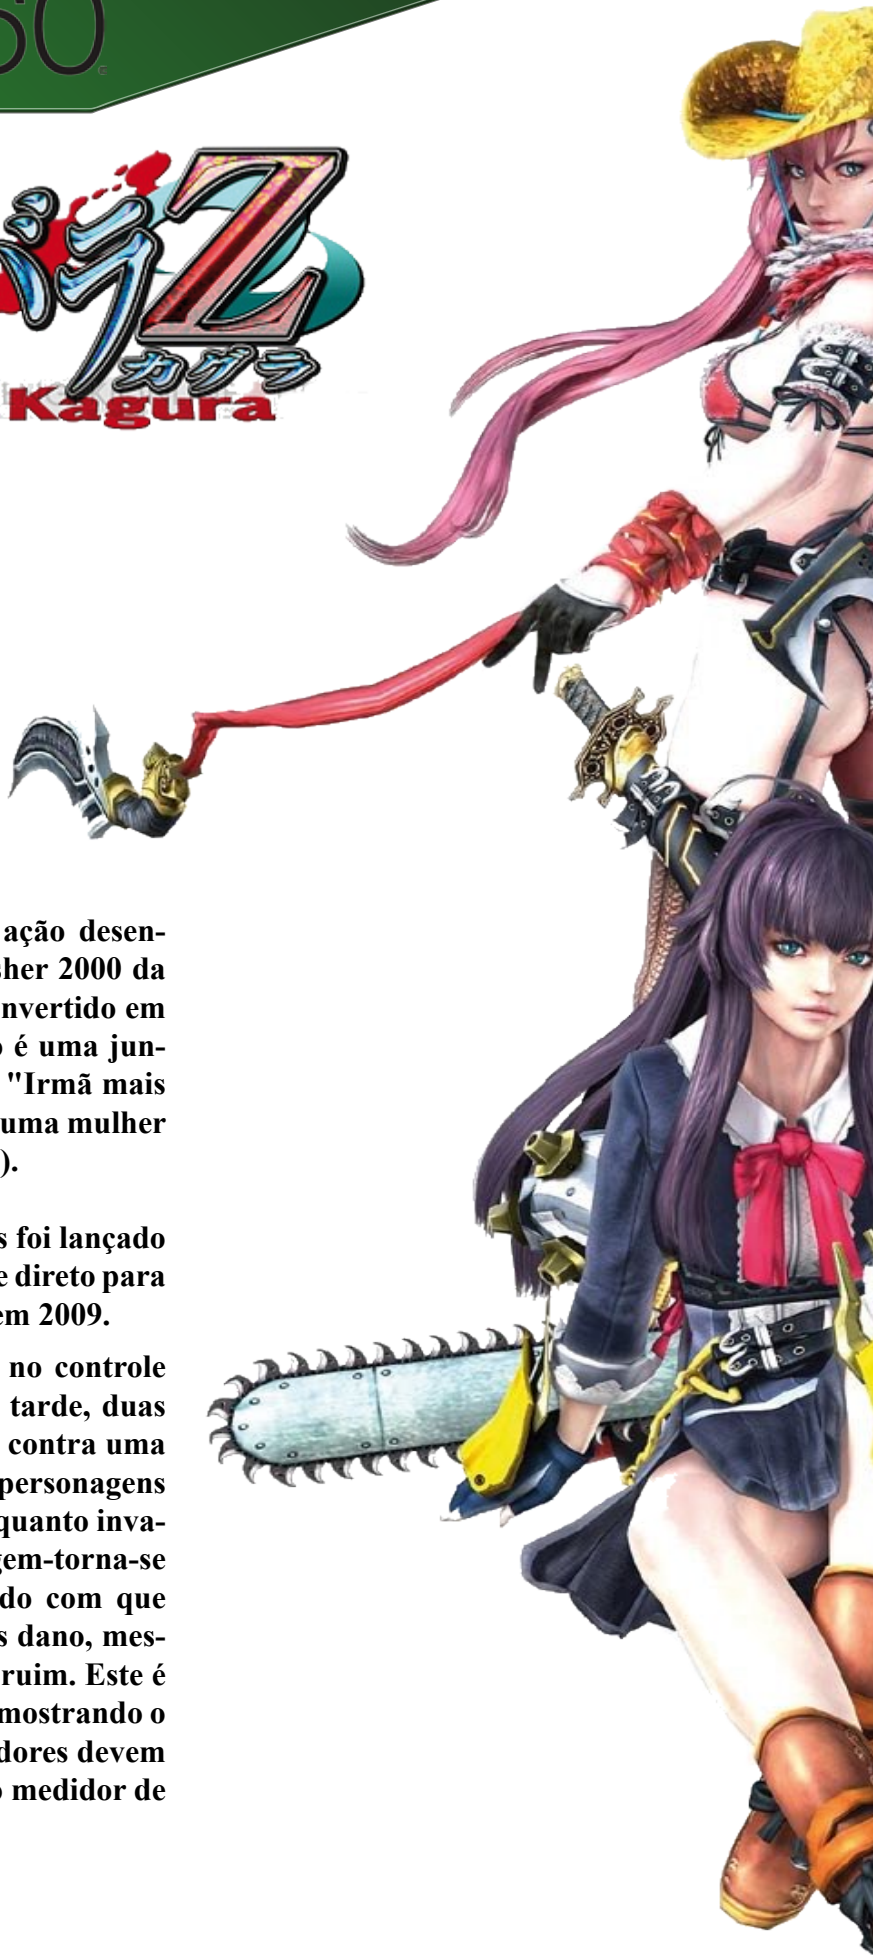 60
バラZ
カグラ
Kagura
ação desen-
sher 2000 da
nvertido em
o é uma jun-
"Irmã mais
uma mulher
).
s foi lançado
e direto para
em 2009.
no controle
tarde, duas
contra uma
personagens
quanto inva-
gem-torna-se
do com que
s dano, mes-
ruim. Este é
mostrando o
dores devem
o medidor de